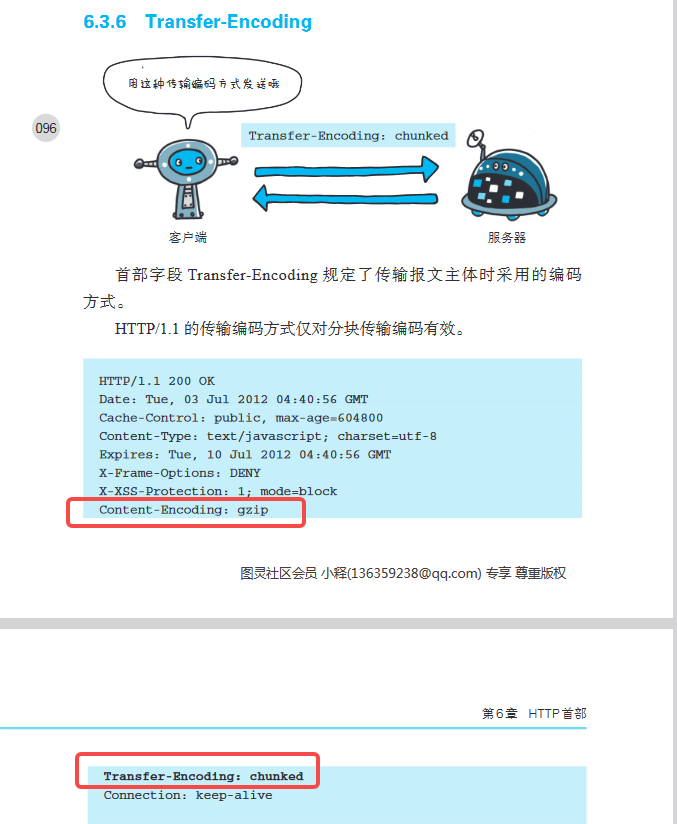 6.3.6 Transfer-Encoding
用这种传输编码方式发送哦
096
Transfer-Encoding: chunked
客户端
服务器
首部字段 Transfer-Encoding 规定了传输报文主体时采用的编码
方式。
HTTP/1.1 的传输编码方式仅对分块传输编码有效。
HTTP/1.1 200 OK
Date: Tue, 03 Jul 2012 04:40:56 GMT
Cache-Control: public, max-age=604800
Content-Type: text/javascript; charset=utf-8
Expires: Tue, 10 Jul 2012 04:40:56 GMT
X-Frame-Options: DENY
X-XSS-Protection: 1; mode=block
Content-Encoding: gzip
图灵社区会员 小释(136359238@qq.com) 专享 尊重版权
第6章 HTTP首部
Transfer-Encoding: chunked
Connection: keep-alive